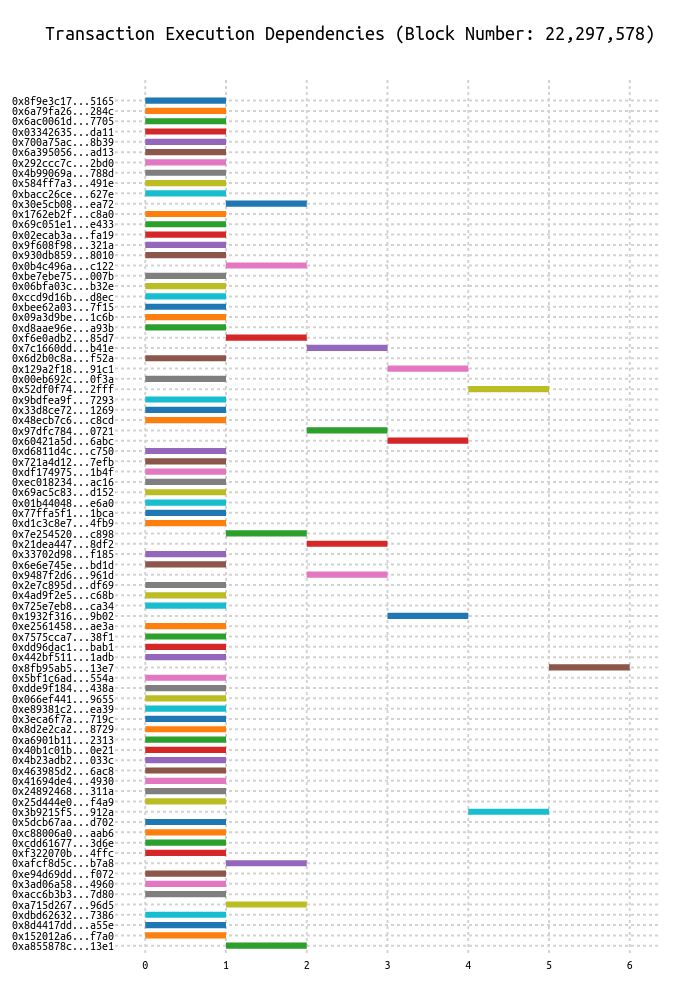 Transaction Execution Dependencies (Block Number: 22,297,578)
0x8f9e3c17...5165
0x6a79fa26...284c
0x6ac0061d...7705
0x03342635...da11
0x700a75ac...8b39
0x6a395056...ad13
0x292ccc7c...2bd0
0x4b99069a...788d
0x584ff7a3...491e
0xbacc26ce...627e
0x30e5cb08...ea72
0x1762eb2f...c8a0
0x69c051e1...e433
0x02ecab3a...fa19
0x9f608f98...321a
0x930db859...8010
0x0b4c496a...c122
0xbe7ebe75...007b
0x06bfa03c...b32e
0xccd9d16b...d8ec
0xbee62a03...7f15
0x09a3d9be...1c6b
0xd8aae96e...a93b
0xf6e0adb2...85d7
0x7c1660dd...b41e
0x6d2b0c8a...f52a
0x129a2f18...91c1
0x00eb692c...0f3a
0x52df0f74...2fff
0x9bdfea9f...7293
0x33d8ce72...1269
0x48ecb7c6...c8cd
0x97dfc784...0721
0x60421a5d...6abc
0xd6811d4c...c750
0x721a4d12...7efb
0xdf174975...1b4f
0xec018234...ac16
0x69ac5c83...d152
0x01b44048...e6a0
0x77ffa5f1...1bca
0xd1c3c8e7...4fb9
0x7e254520...c898
0x21dea447...8df2
0x33702d98...f185
0x6e6e745e...bd1d
0x9487f2d6...961d
0x2e7c895d...df69
0x4ad9f2e5...c68b
0x725e7eb8...ca34
0x1932f316...9b02
0xe2561458...ae3a
0x7575cca7...38f1
0xdd96dac1...bab1
0x442bf511...1adb
0x8fb95ab5...13e7
0x5bf1c6ad...554a
0xdde9f184...438a
0x066ef441...9655
0xe89381c2...ea39
0x3eca6f7a...719c
0x8d2e2ca2...8729
0xa6901b11...2313
0x40b1c01b...0e21
0x4b23adb2...033c
0x463985d2...6ac8
0x41694de4...4930
0x24892468...311a
0x25d444e0...f4a9
0x3b9215f5...912a
0x5dcb67aa...d702
0xc88006a0...aab6
0xcdd61677...3d6e
0xf322070b...4ffc
0xafcf8d5c...b7a8
0xe94d69dd...f072
0x3ad06a58...4960
0xacc6b3b3...7d80
0xa715d267...96d5
0xdbd62632...7386
0x8d4417dd...a55e
0x152012a6...f7a0
0xa855878c...13e1
0 1 2 3 4 5 6